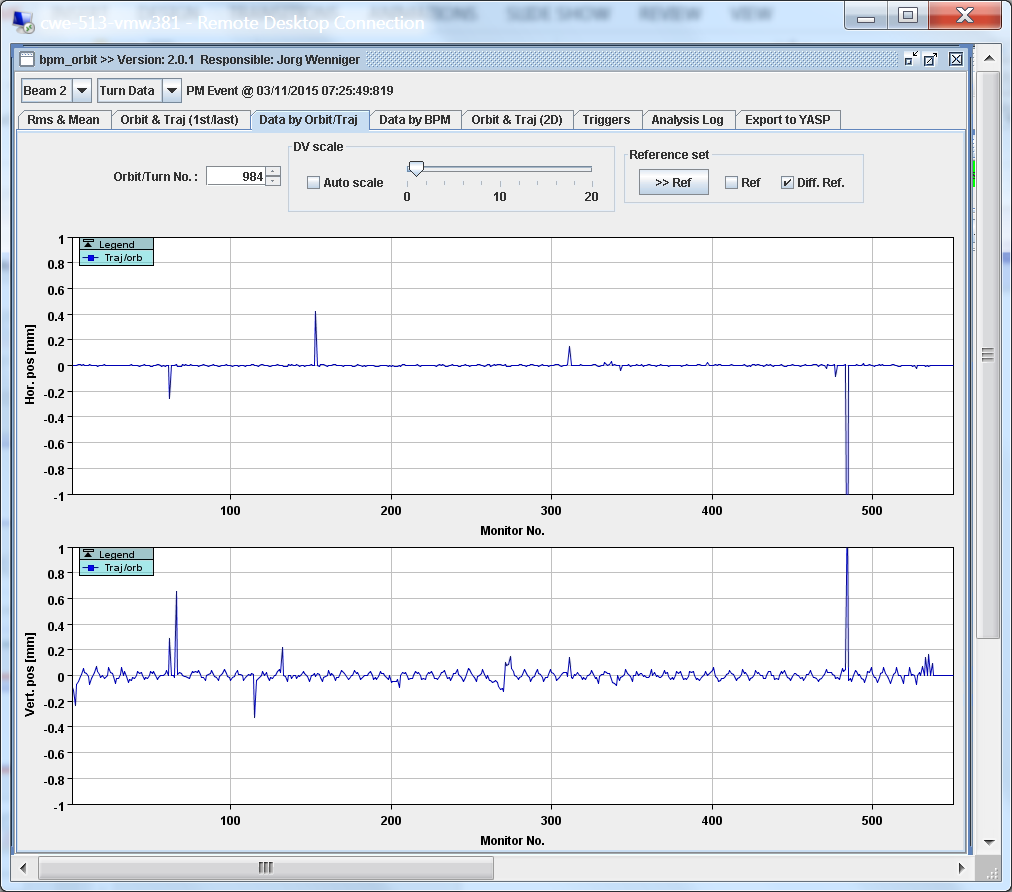 cwe-513-vmw381 - Remote Desktop Connection
SLIDE SHOW REVIEW VIEW
bpm_orbit >> Version: 2.0.1 Responsible: Jorg Wenniger
Beam 2 Turn Data PM Event @ 03/11/2015 07:25:49:819
Rms & Mean Orbit & Traj (1st/last) Data by Orbit/Traj Data by BPM Orbit & Traj (2D) Triggers Analysis Log Export to YASP
DV scale
Reference set
Orbit/Turn No. : 984 Auto scale >> Ref Ref Diff. Ref.
0 10 20
Legend
Traj/orb
1
0.8
0.6
0.4
0.2
0
-0.2
-0.4
-0.6
-0.8
-1
Hor. pos [mm]
100 200 300 400 500
Monitor No.
Legend
Traj/orb
1
0.8
0.6
0.4
0.2
0
-0.2
-0.4
-0.6
-0.8
-1
Vert. pos [mm]
100 200 300 400 500
Monitor No.